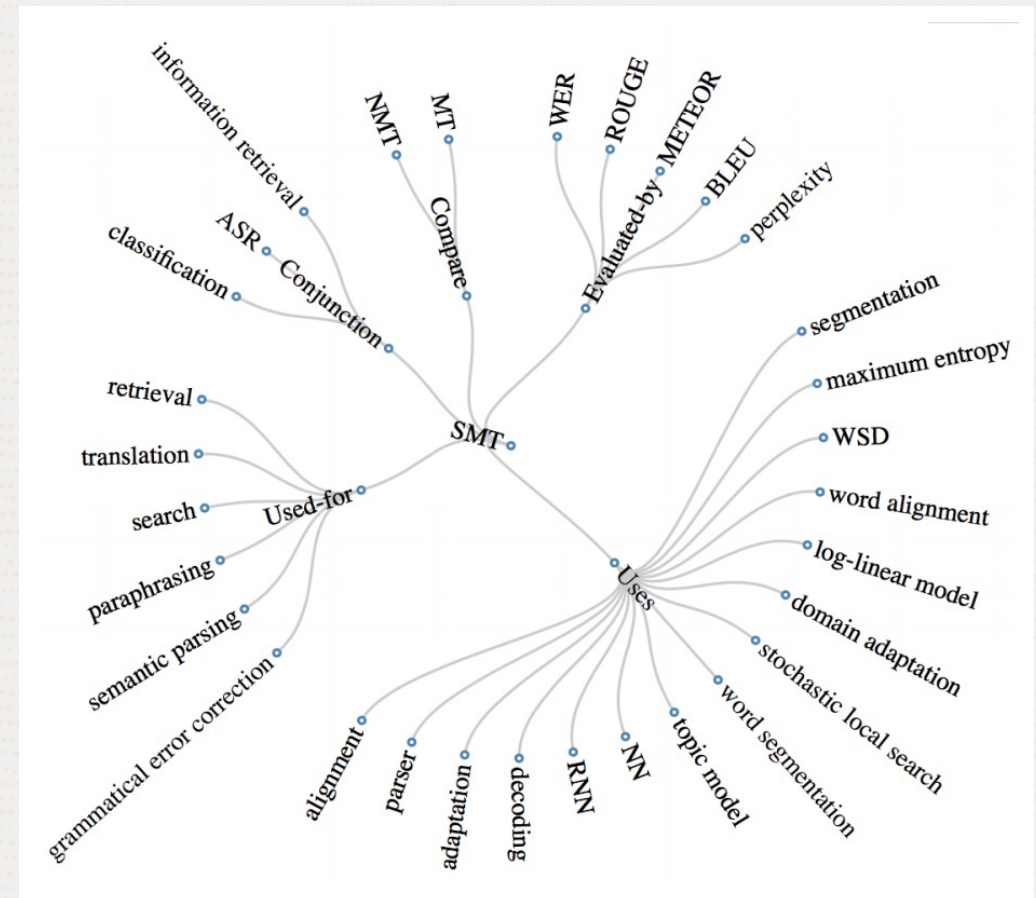 SMT
Evaluated-by
WER
ROUGE
METEOR
BLEU
perplexity
Uses
segmentation
maximum entropy
WSD
word alignment
log-linear model
domain adaptation
stochastic local search
word segmentation
topic model
NN
RNN
decoding
adaptation
parser
alignment
Used-for
grammatical error correction
semantic parsing
paraphrasing
search
translation
retrieval
Conjunction
classification
ASR
information retrieval
Compare
NMT
MT